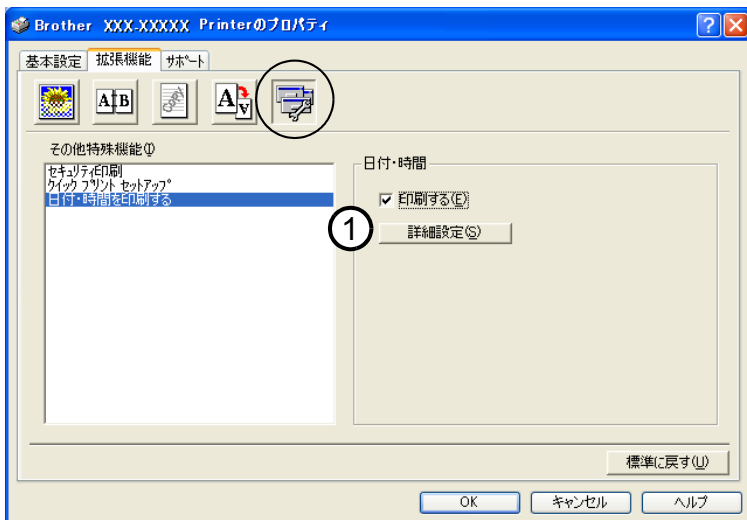 Brother XXX-XXXXX Printerのプロパティ
基本設定 拡張機能 サポート
A B
Copy
A A
その他特殊機能(I)
セキュリティ印刷
クイック プリント セットアップ
日付・時間を印刷する
日付・時間
印刷する(E)
1
詳細設定(S)
標準に戻す(U)
OK キャンセル ヘルプ